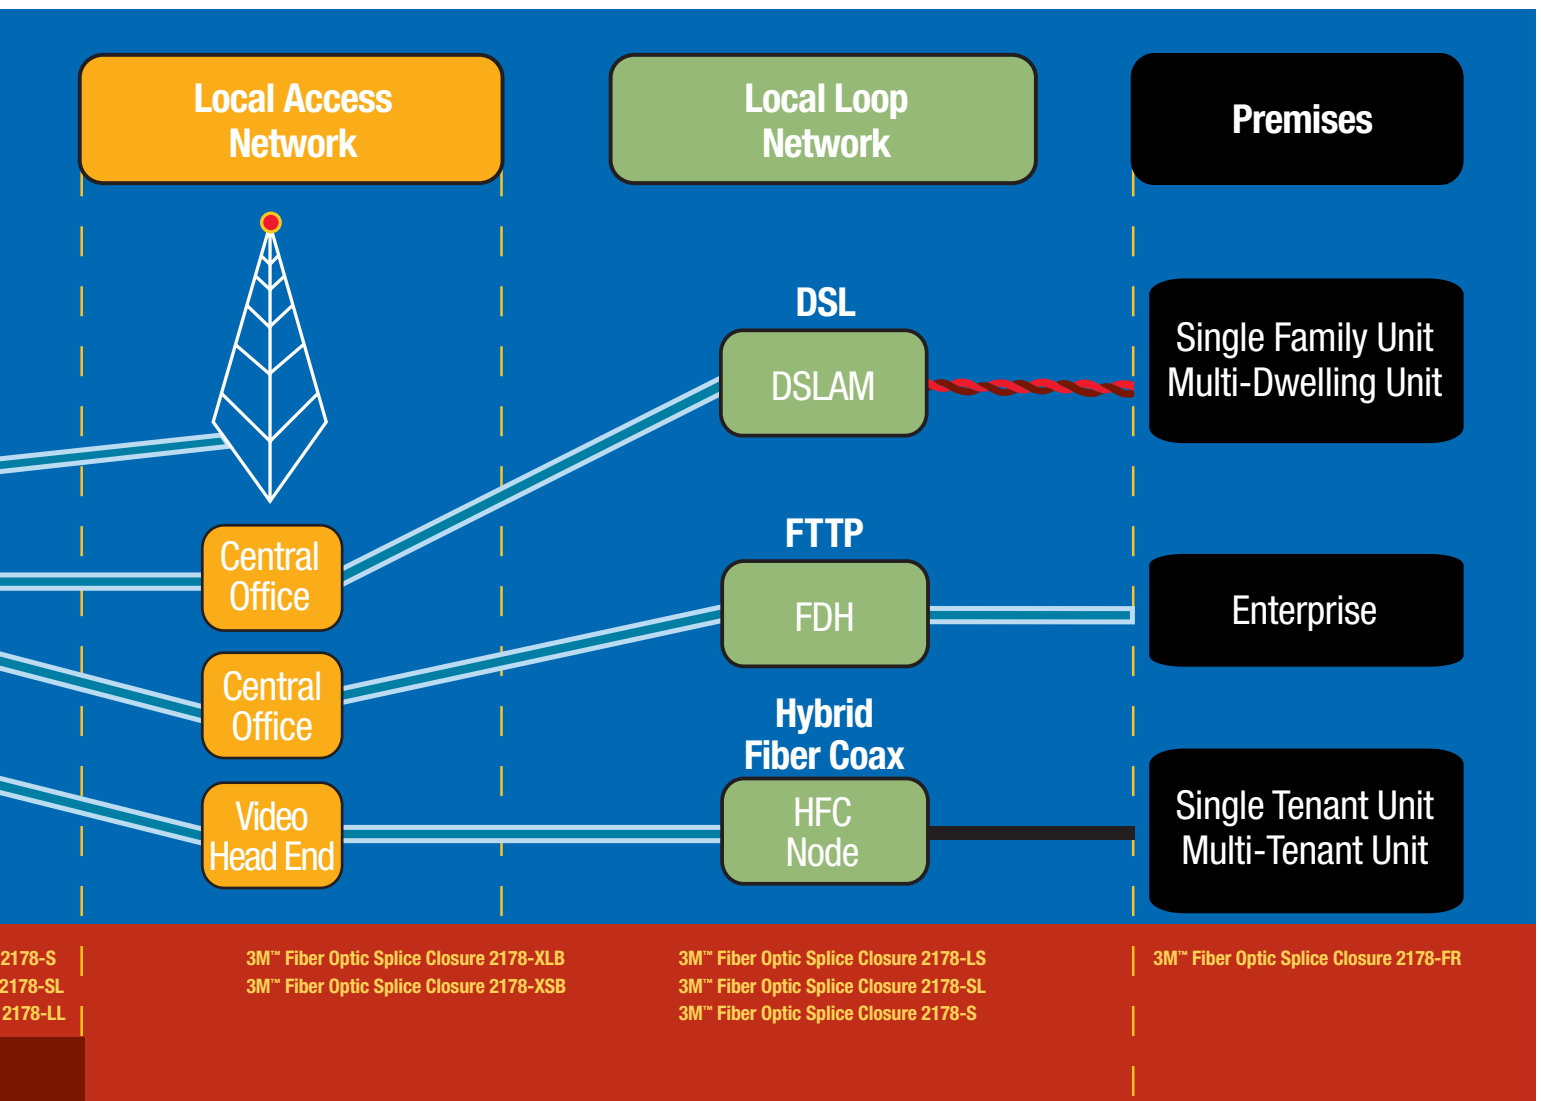 Local Access
Network
Local Loop
Network
Premises
DSL
DSLAM
Single Family Unit
Multi-Dwelling Unit
Central
Office
FTTP
FDH
Enterprise
Central
Office
Hybrid
Fiber Coax
Video
Head End
HFC
Node
Single Tenant Unit
Multi-Tenant Unit
2178-S
2178-SL
2178-LL
3M™ Fiber Optic Splice Closure 2178-XLB
3M™ Fiber Optic Splice Closure 2178-XSB
3M™ Fiber Optic Splice Closure 2178-LS
3M™ Fiber Optic Splice Closure 2178-SL
3M™ Fiber Optic Splice Closure 2178-S
3M™ Fiber Optic Splice Closure 2178-FR